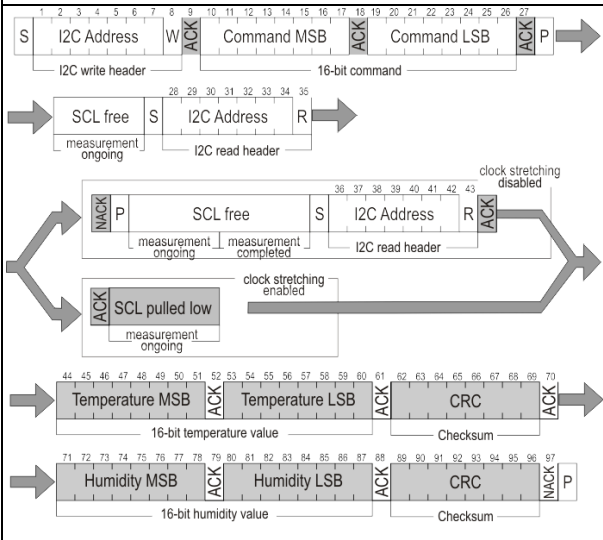 1 2 3 4 5 6 7 8 9 10 11 12 13 14 15 16 17 18 19 20 21 22 23 24 25 26 27
S I2C Address W ACK Command MSB ACK Command LSB ACK P
I2C write header 16-bit command
28 29 30 31 32 33 34 35
SCL free S I2C Address R
measurement ongoing I2C read header
clock stretching disabled
36 37 38 39 40 41 42 43
NACK P SCL free S I2C Address R ACK
measurement ongoing measurement completed I2C read header
clock stretching enabled
ACK SCL pulled low
measurement ongoing
44 45 46 47 48 49 50 51 52 53 54 55 56 57 58 59 60 61 62 63 64 65 66 67 68 69 70
Temperature MSB ACK Temperature LSB ACK CRC ACK
16-bit temperature value Checksum
71 72 73 74 75 76 77 78 79 80 81 82 83 84 85 86 87 88 89 90 91 92 93 94 95 96 97
Humidity MSB ACK Humidity LSB ACK CRC NACK P
16-bit humidity value Checksum